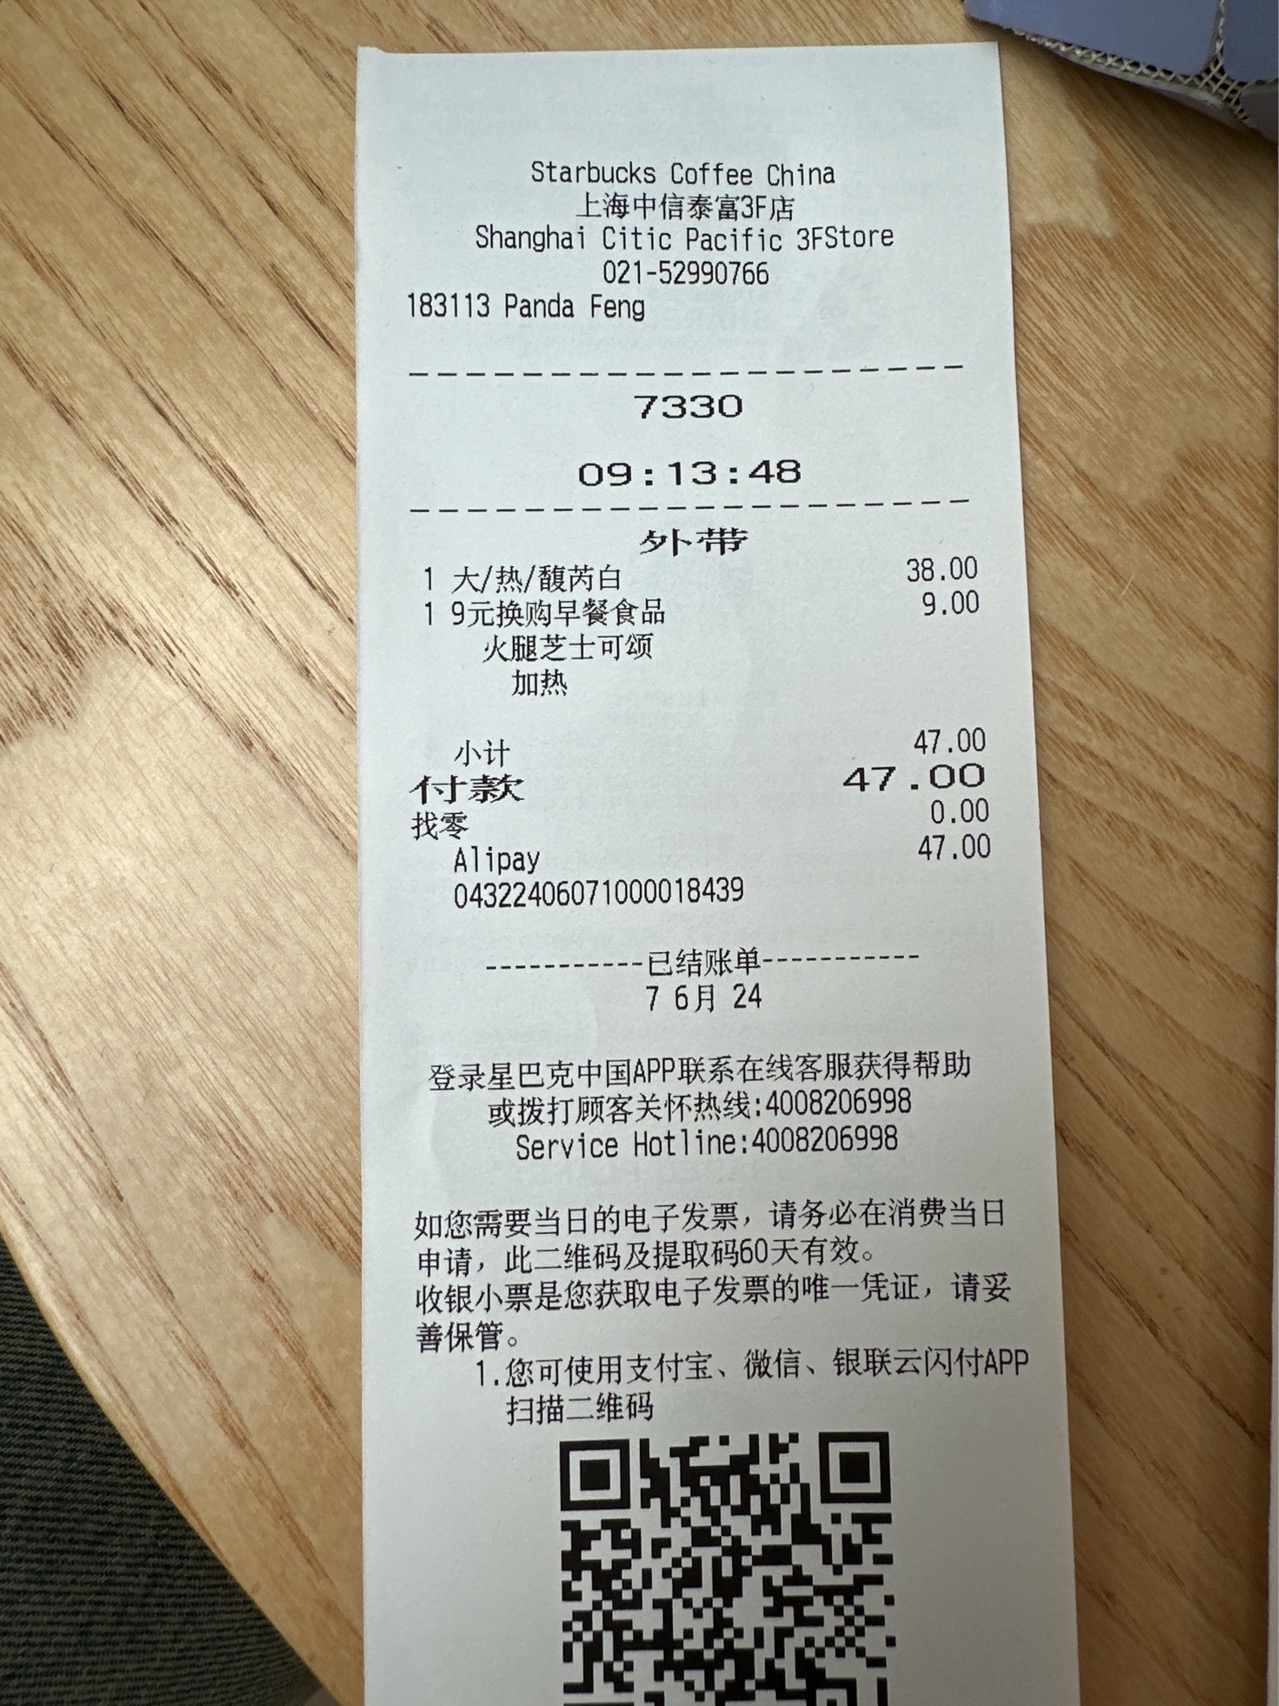 Starbucks Coffee China
上海中信泰富3F店
Shanghai Citic Pacific 3FStore
021-52990766
183113 Panda Feng
7330
09:13:48
外带
1 大/热/馥芮白 38.00
1 9元换购早餐食品 9.00
火腿芝士可颂
加热
小计 47.00
付款 47.00
找零 0.00
Alipay 47.00
04322406071000018439
-----------已结账单-----------
7 6月 24
登录星巴克中国APP联系在线客服获得帮助
或拨打顾客关怀热线:4008206998
Service Hotline:4008206998
如您需要当日的电子发票，请务必在消费当日
申请，此二维码及提取码60天有效。
收银小票是您获取电子发票的唯一凭证，请妥
善保管。
1.您可使用支付宝、微信、银联云闪付APP
扫描二维码